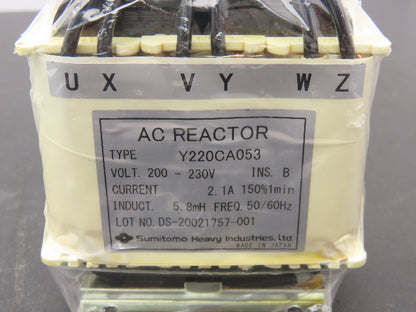 U X V Y W Z
AC REACTOR
TYPE Y220CA053
VOLT. 200 - 230V INS. B
CURRENT 2.1A 150%1min
INDUCT. 5.8mH FREQ. 50/60Hz
LOT NO. DS-20021757-001
Sumitomo Heavy Industries, Ltd
MADE IN JAPAN